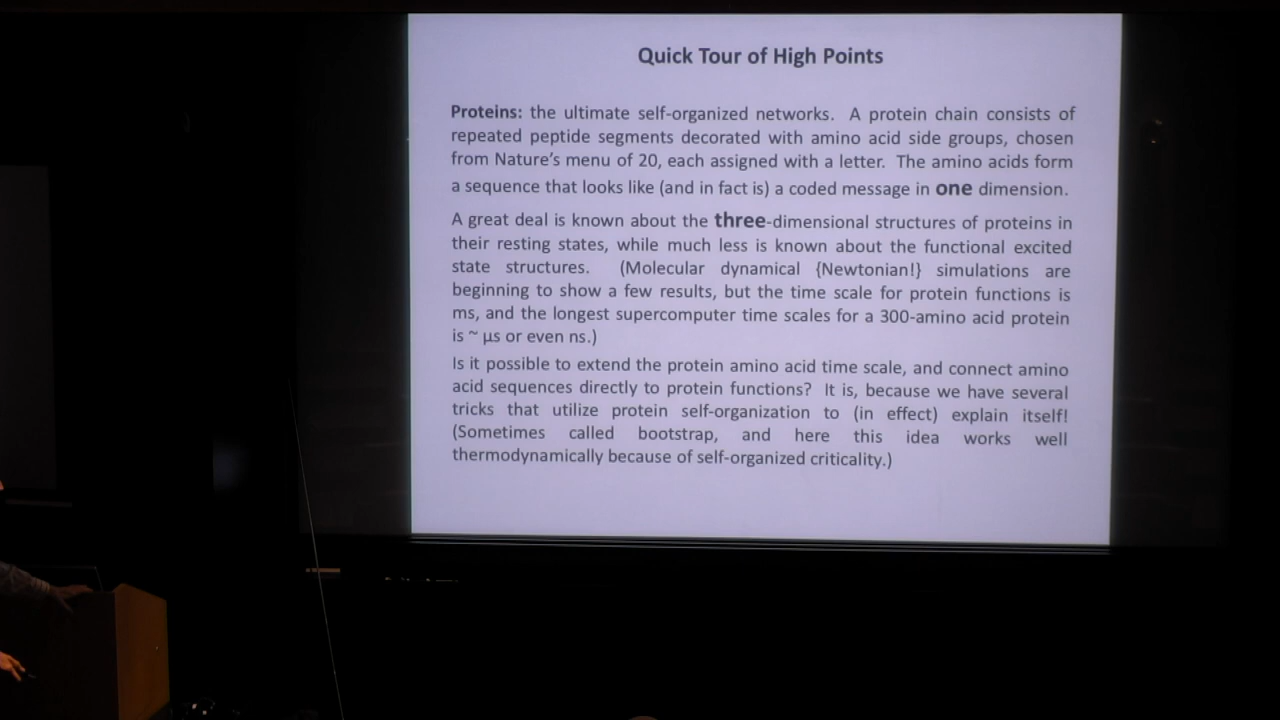 Quick Tour of High Points
Proteins: the ultimate self-organized networks. A protein chain consists of
repeated peptide segments decorated with amino acid side groups, chosen
from Nature's menu of 20, each assigned with a letter. The amino acids form
a sequence that looks like (and in fact is) a coded message in one dimension.
A great deal is known about the three-dimensional structures of proteins in
their resting states, while much less is known about the functional excited
state structures. (Molecular dynamical {Newtonian!} simulations are
beginning to show a few results, but the time scale for protein functions is
ms, and the longest supercomputer time scales for a 300-amino acid protein
is ~ μs or even ns.)
Is it possible to extend the protein amino acid time scale, and connect amino
acid sequences directly to protein functions? It is, because we have several
tricks that utilize protein self-organization to (in effect) explain itself!
(Sometimes called bootstrap, and here this idea works well
thermodynamically because of self-organized criticality.)